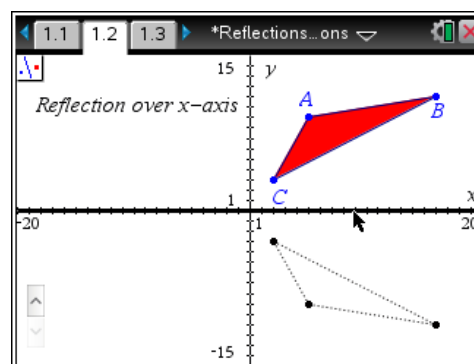 1.1 1.2 1.3 *Reflections...ons
15 y
Reflection over x-axis
A
B
C
1
x
-20 1 20
-15